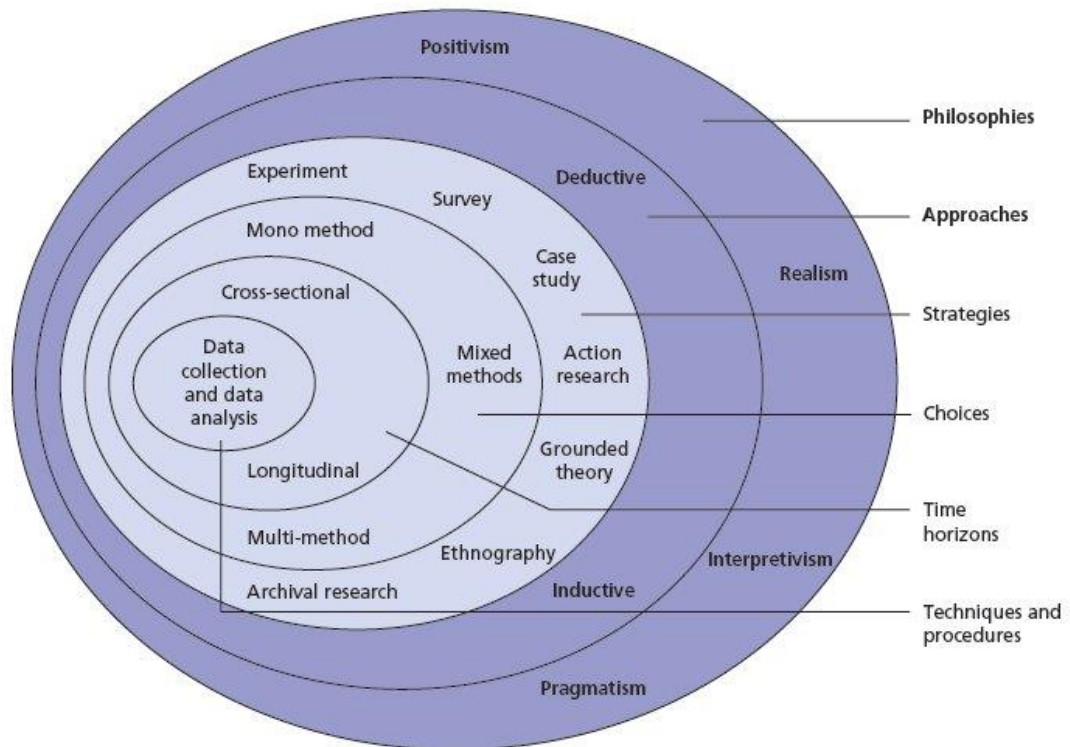 Positivism
Philosophies
Experiment
Deductive
Survey
Approaches
Mono method
Case
study
Realism
Cross-sectional
Strategies
Data
collection
and data
analysis
Mixed
methods
Action
research
Choices
Grounded
theory
Longitudinal
Time
horizons
Multi-method
Ethnography
Interpretivism
Archival research
Inductive
Techniques and
procedures
Pragmatism